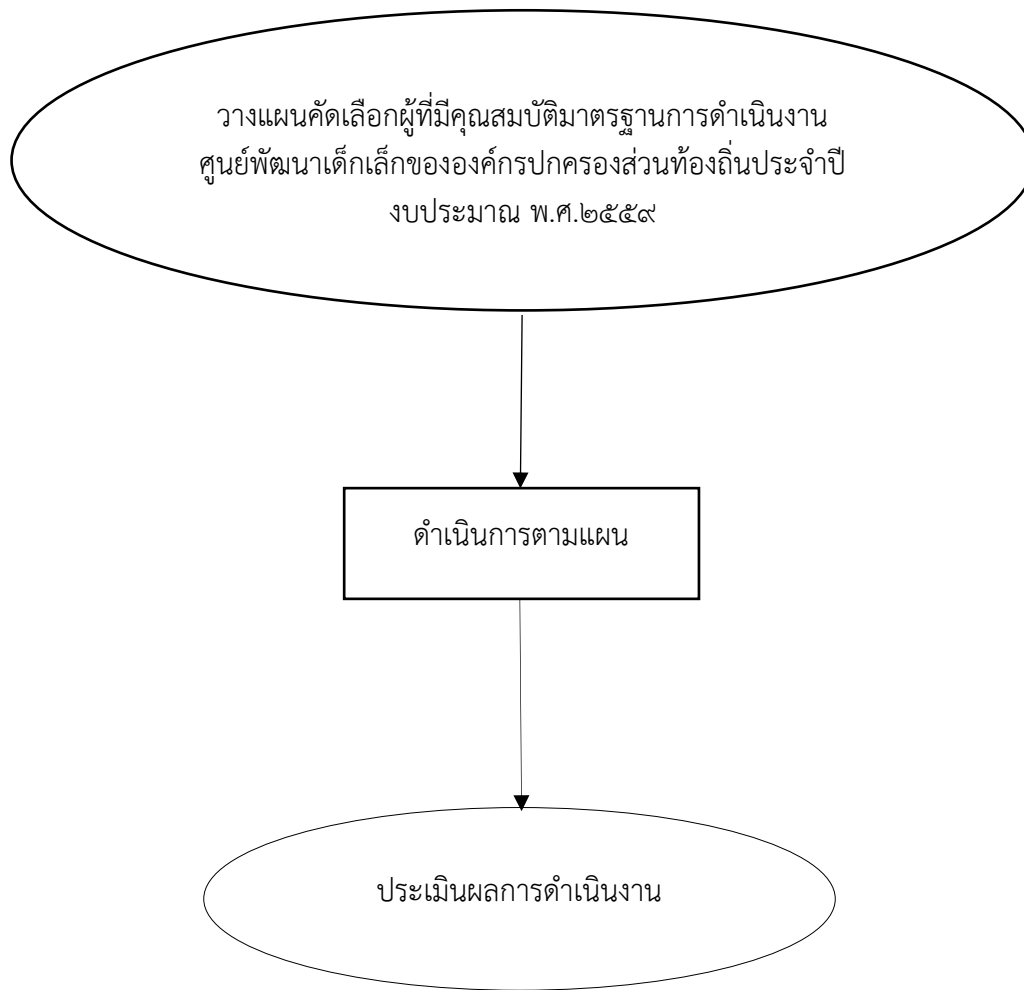 วางแผนคัดเลือกผู้ที่มีคุณสมบัติมาตรฐานการดำเนินงาน
ศูนย์พัฒนาเด็กเล็กขององค์กรปกครองส่วนท้องถิ่นประจำปี
งบประมาณ พ.ศ.๒๕๕๙
ดำเนินการตามแผน
ประเมินผลการดำเนินงาน